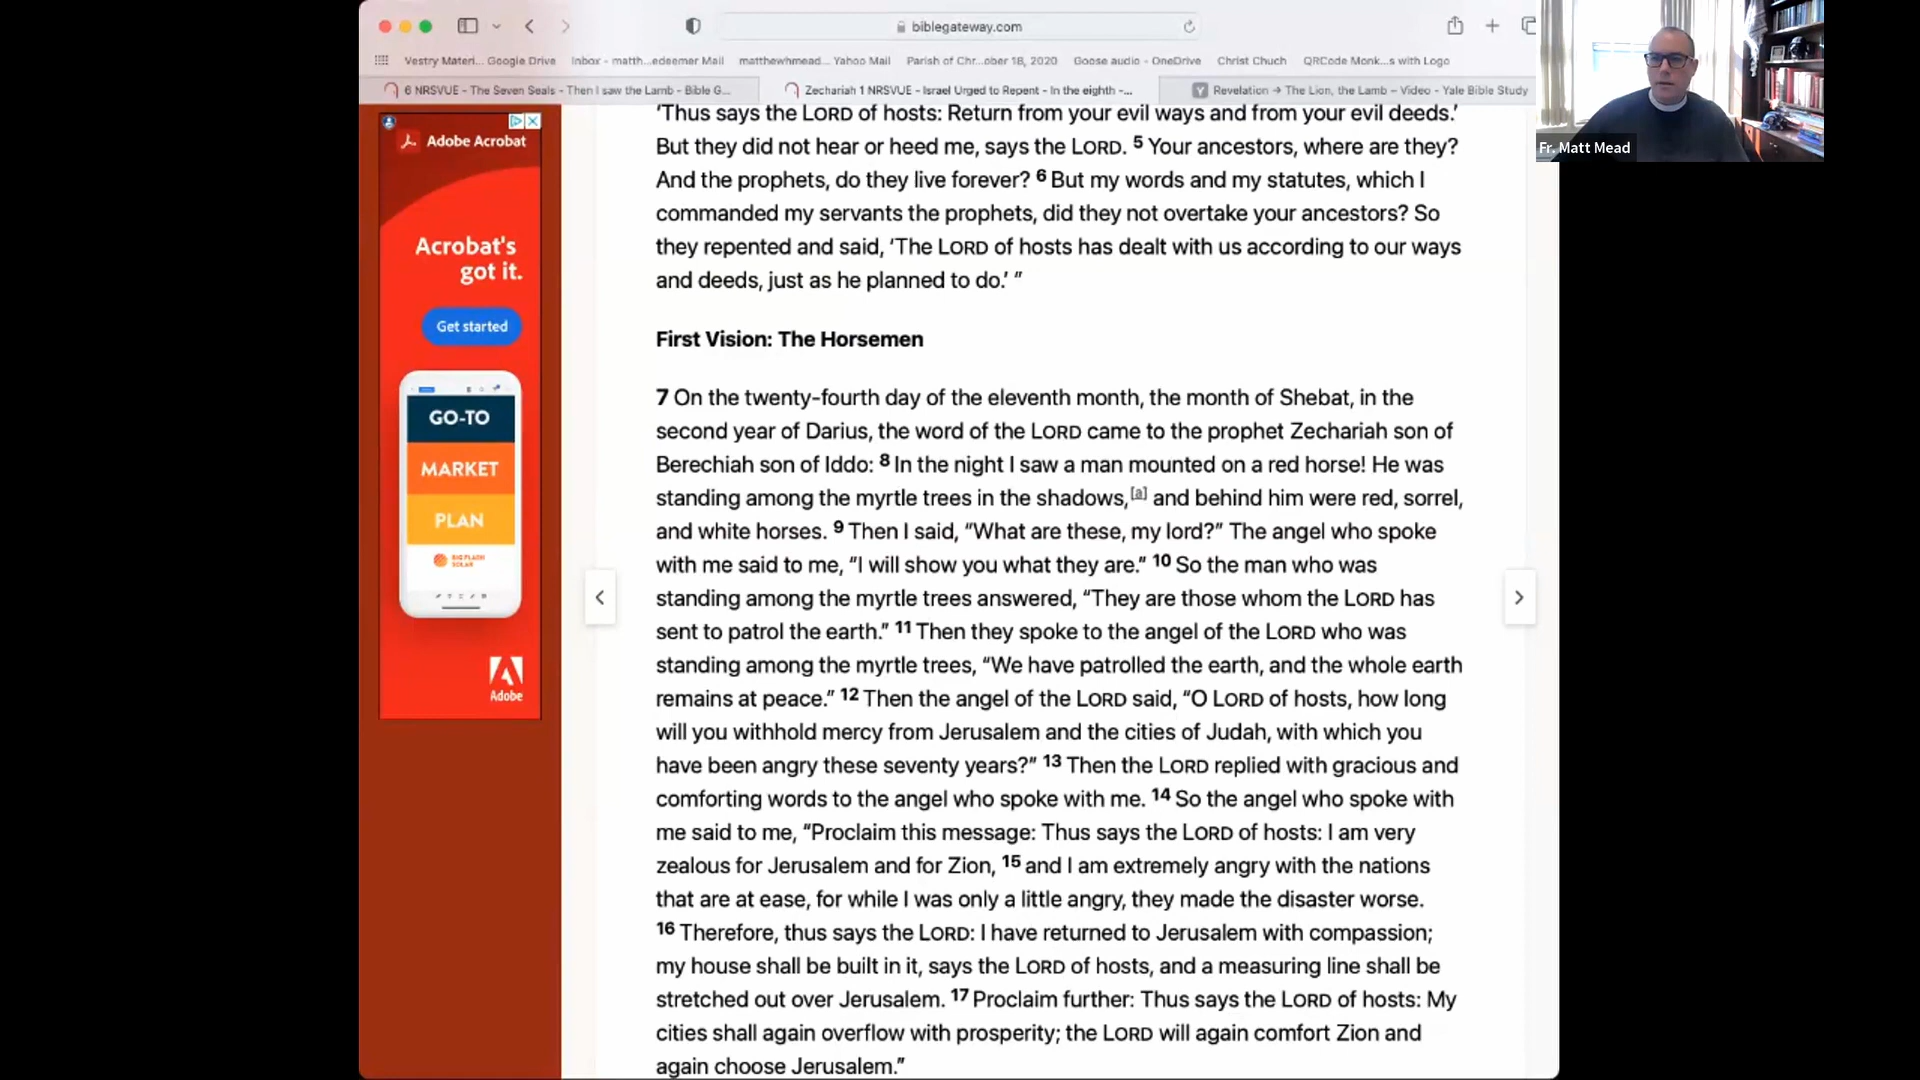 biblegateway.com
Fr. Matt Mead
Vestry Materi... Google Drive
Inbox - matth...edeemer Mail
matthewhmead... Yahoo Mail
Parish of Chr...ober 18, 2020
Goose audio - OneDrive
Christ Chuch
QRCode Monk...s with Logo
6 NRSVUE - The Seven Seals - Then I saw the Lamb - Bible G...
Zechariah 1 NRSVUE - Israel Urged to Repent - In the eighth -...
Revelation → The Lion, the Lamb – Video - Yale Bible Study
Adobe Acrobat
Acrobat's
got it.
Get started
GO-TO
MARKET
PLAN
Adobe
‘Thus says the LORD of hosts: Return from your evil ways and from your evil deeds.’
But they did not hear or heed me, says the LORD. 5 Your ancestors, where are they?
And the prophets, do they live forever? 6 But my words and my statutes, which I
commanded my servants the prophets, did they not overtake your ancestors? So
they repented and said, ‘The LORD of hosts has dealt with us according to our ways
and deeds, just as he planned to do.’ ”
First Vision: The Horsemen
7 On the twenty-fourth day of the eleventh month, the month of Shebat, in the
second year of Darius, the word of the LORD came to the prophet Zechariah son of
Berechiah son of Iddo: 8 In the night I saw a man mounted on a red horse! He was
standing among the myrtle trees in the shadows,[a] and behind him were red, sorrel,
and white horses. 9 Then I said, “What are these, my lord?” The angel who spoke
with me said to me, “I will show you what they are.” 10 So the man who was
standing among the myrtle trees answered, “They are those whom the LORD has
sent to patrol the earth.” 11 Then they spoke to the angel of the LORD who was
standing among the myrtle trees, “We have patrolled the earth, and the whole earth
remains at peace.” 12 Then the angel of the LORD said, “O LORD of hosts, how long
will you withhold mercy from Jerusalem and the cities of Judah, with which you
have been angry these seventy years?” 13 Then the LORD replied with gracious and
comforting words to the angel who spoke with me. 14 So the angel who spoke with
me said to me, “Proclaim this message: Thus says the LORD of hosts: I am very
zealous for Jerusalem and for Zion, 15 and I am extremely angry with the nations
that are at ease, for while I was only a little angry, they made the disaster worse.
16 Therefore, thus says the LORD: I have returned to Jerusalem with compassion;
my house shall be built in it, says the LORD of hosts, and a measuring line shall be
stretched out over Jerusalem. 17 Proclaim further: Thus says the LORD of hosts: My
cities shall again overflow with prosperity; the LORD will again comfort Zion and
again choose Jerusalem.”